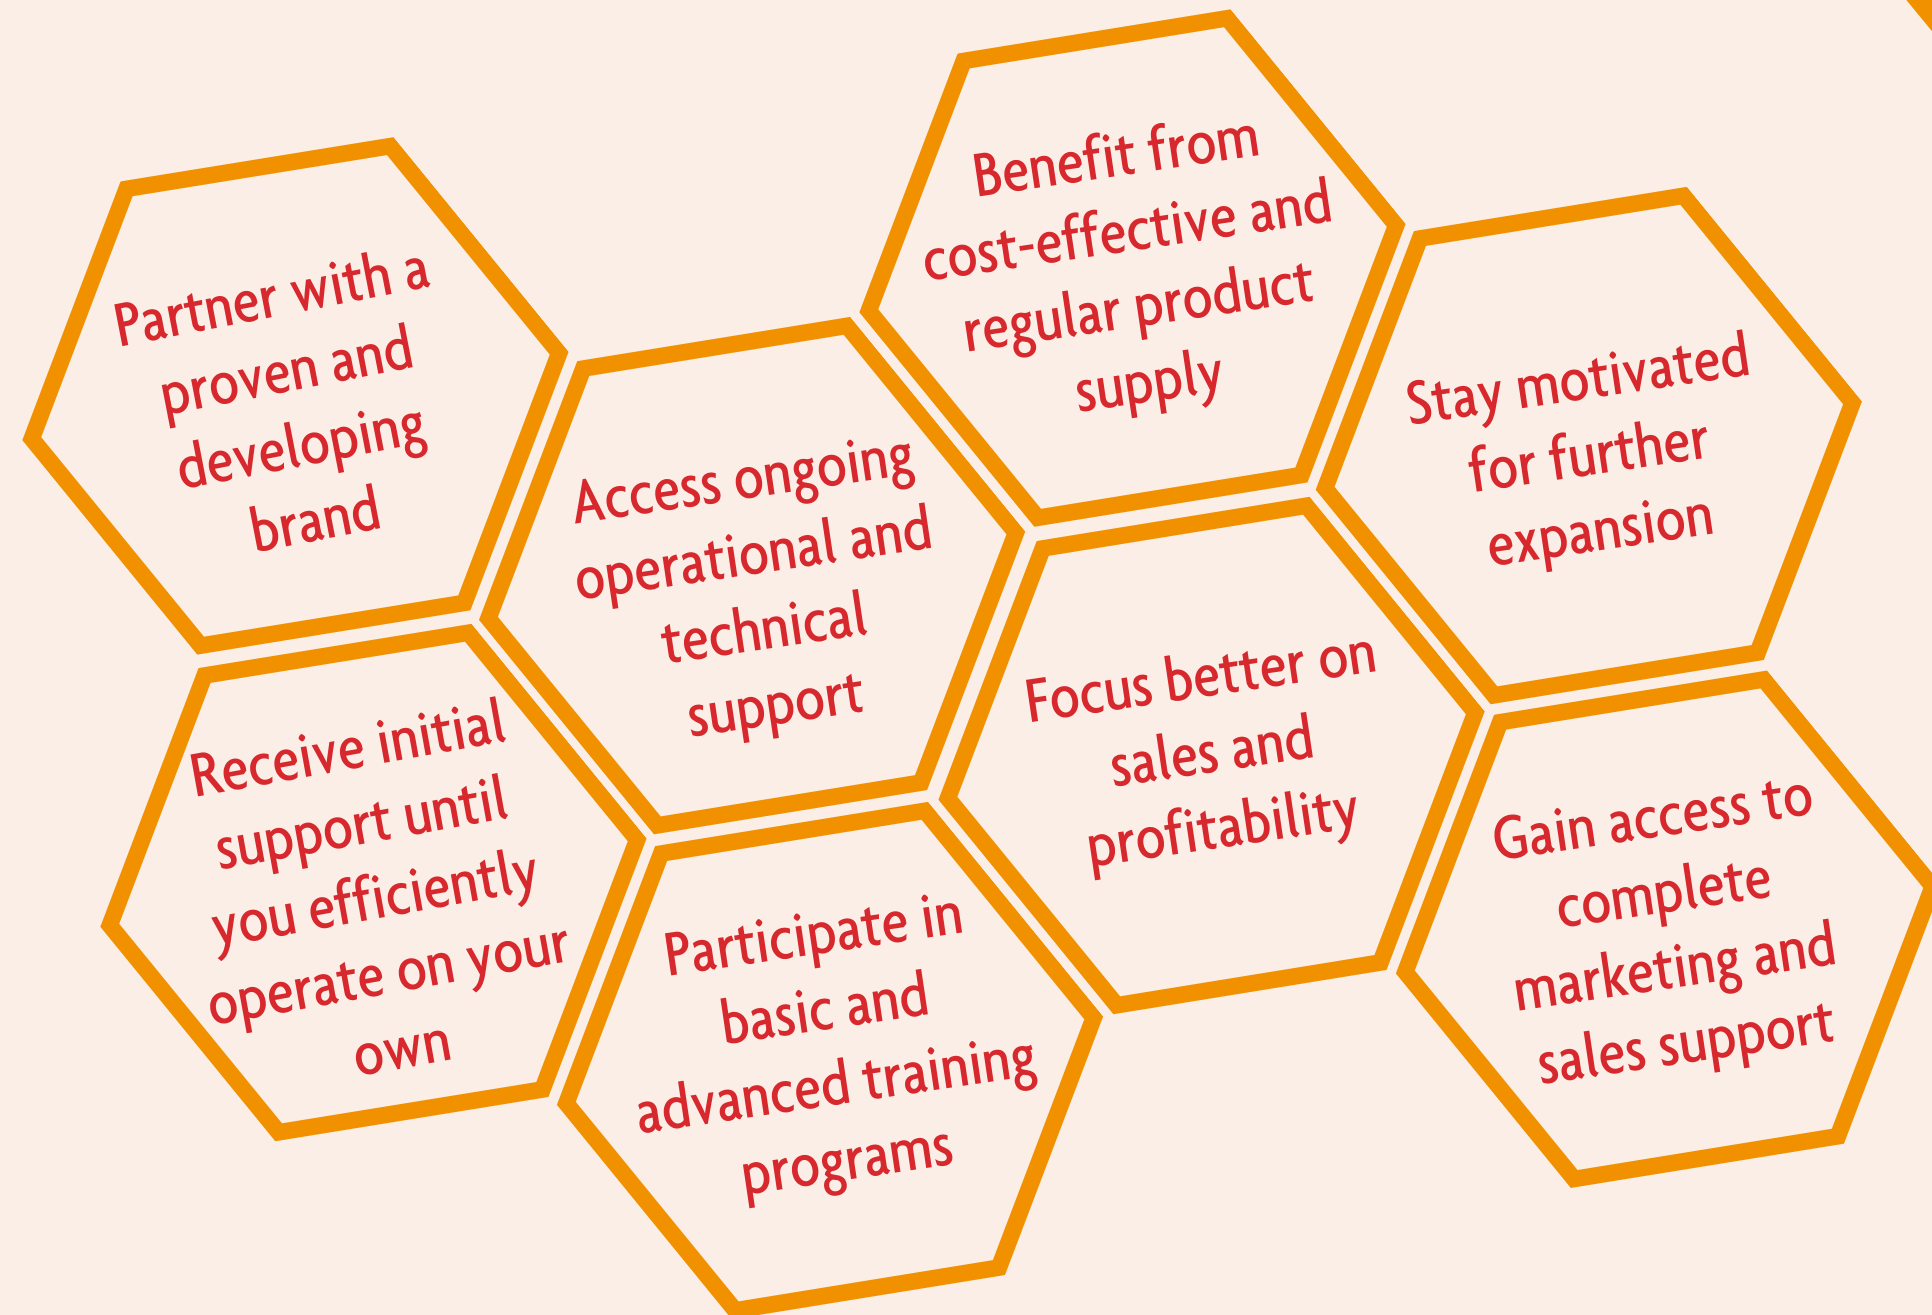 Partner with a
proven and
developing
brand
Receive initial
support until
you efficiently
operate on your
own
Access ongoing
operational and
technical
support
Participate in
basic and
advanced training
programs
Benefit from
cost-effective and
regular product
supply
Focus better on
sales and
profitability
Stay motivated
for further
expansion
Gain access to
complete
marketing and
sales support